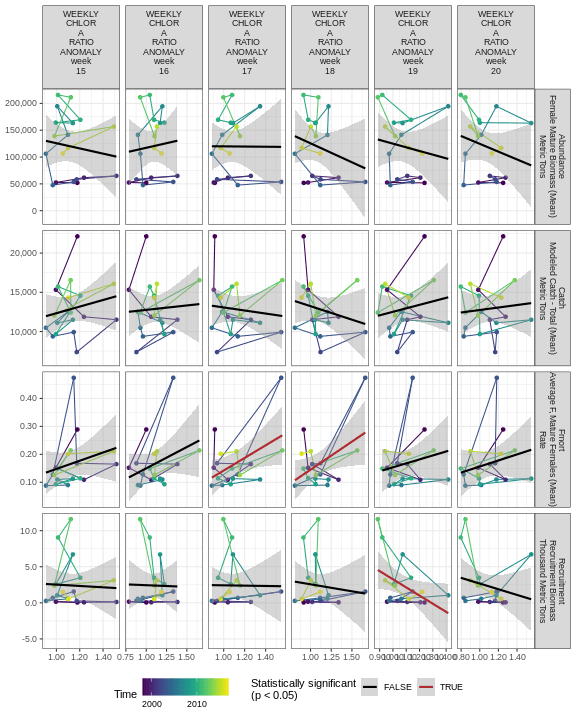 WEEKLY
CHLOR
A
RATIO
ANOMALY
week
15
WEEKLY
CHLOR
A
RATIO
ANOMALY
week
16
WEEKLY
CHLOR
A
RATIO
ANOMALY
week
17
WEEKLY
CHLOR
A
RATIO
ANOMALY
week
18
WEEKLY
CHLOR
A
RATIO
ANOMALY
week
19
WEEKLY
CHLOR
A
RATIO
ANOMALY
week
20
200,000
150,000
100,000
50,000
0
Abundance
Female Mature Biomass (Mean)
Metric Tons
20,000
15,000
10,000
Catch
Modelled Catch - Total (Mean)
Metric Tons
0.40
0.30
0.20
0.10
Fmort
Average F, Mature Females (Mean)
Rate
10.0
5.0
0.0
-5.0
Recruitment
Recruitment Biomass
Thousand Metric Tons
1.00 1.20 1.40
0.75 1.00 1.25 1.50
1.00 1.20 1.40
1.00 1.25 1.50
0.80 1.00 1.20 1.40
Time
2000 2010
Statistically significant
(p < 0.05)
FALSE
TRUE